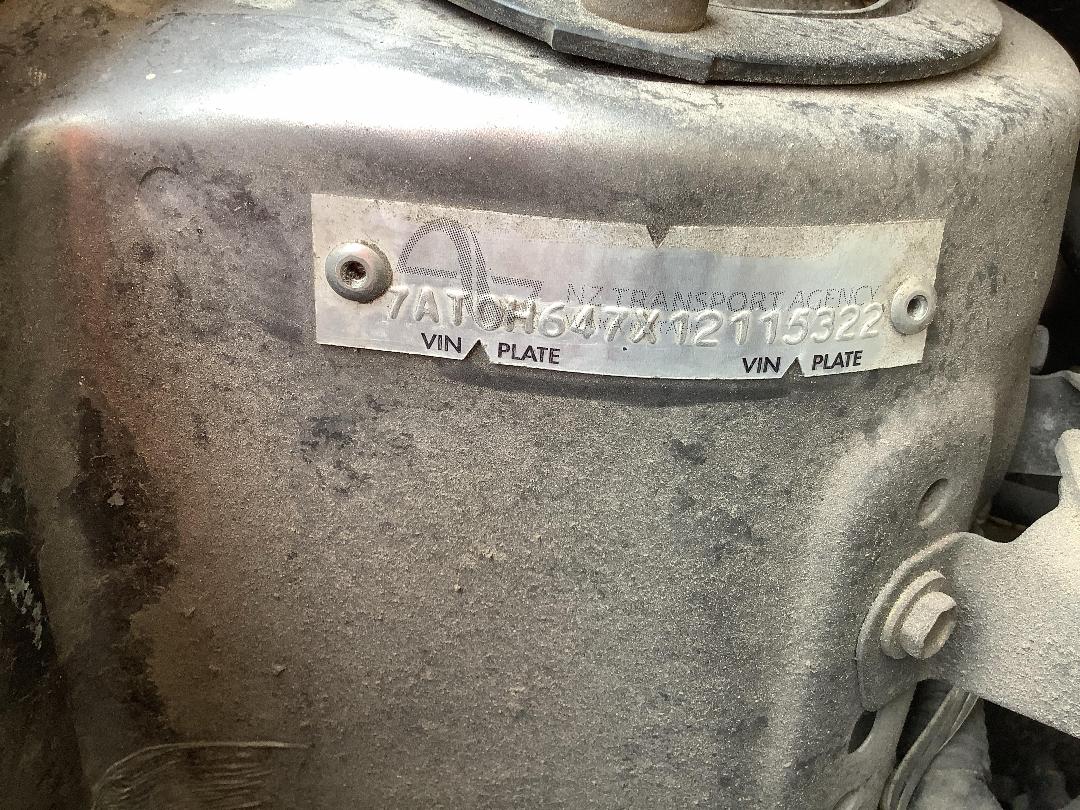 NZ TRANSPORT AGENCY
7AT0H647X12115322
VIN PLATE VIN PLATE